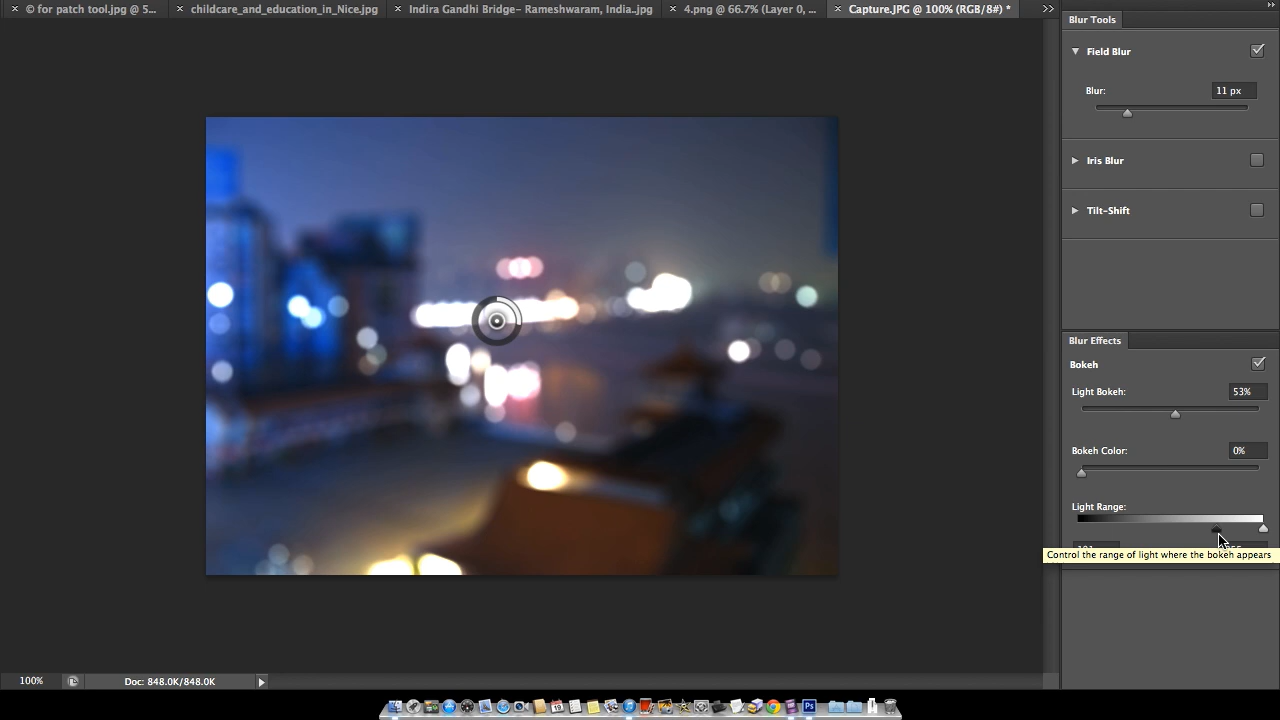 © for patch tool.jpg @ 5...
childcare_and_education_in_Nice.jpg
Indira Gandhi Bridge- Rameshwaram, India..jpg
4.png @ 66.7% (Layer 0, ...
Capture.JPG @ 100% (RGB/8#) *
Blur Tools
Field Blur
Blur: 11 px
Iris Blur
Tilt-Shift
Blur Effects
Bokeh
Light Bokeh: 53%
Bokeh Color: 0%
Light Range:
Control the range of light where the bokeh appears
100%
Doc: 848.0K/848.0K
Ps